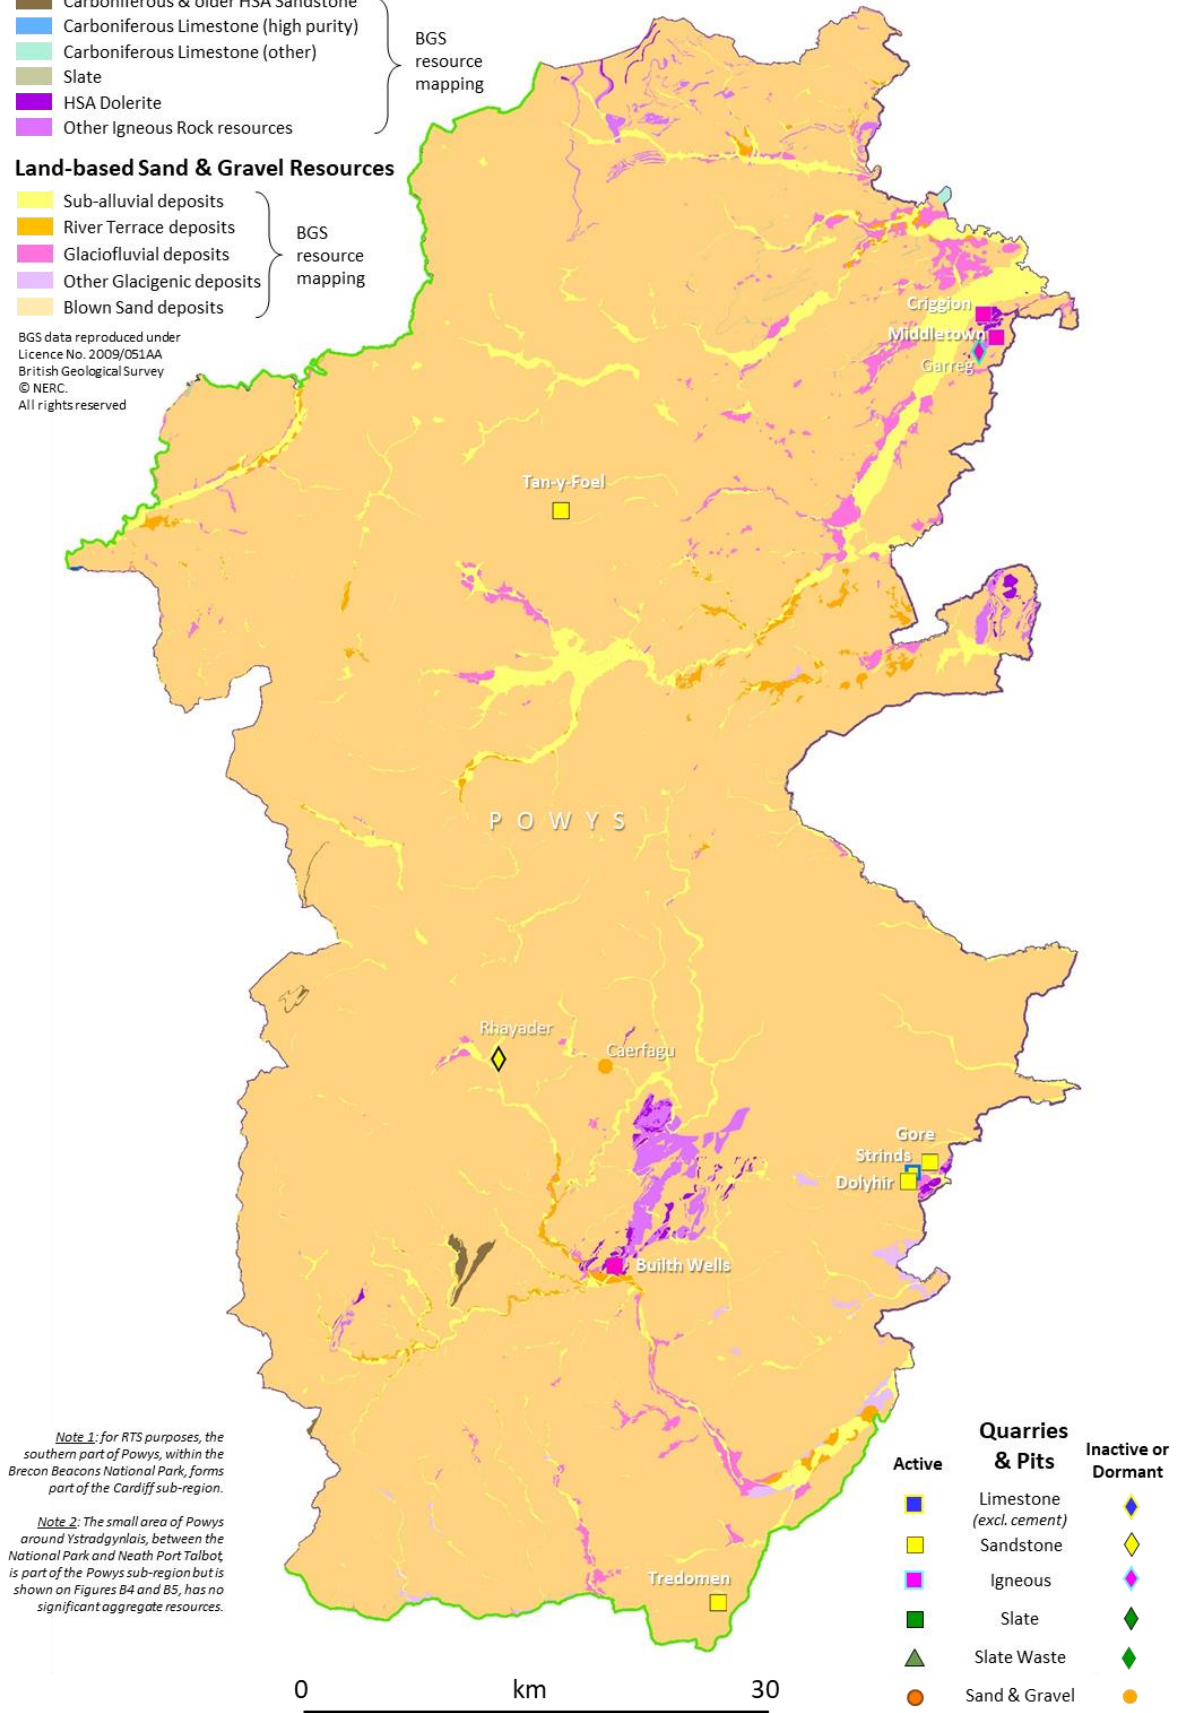 Carboniferous & older HSA Sandstone
Carboniferous Limestone (high purity)
Carboniferous Limestone (other)
Slate
HSA Dolerite
Other Igneous Rock resources
BGS
resource
mapping
Land-based Sand & Gravel Resources
Sub-alluvial deposits
River Terrace deposits
Glaciofluvial deposits
Other Glacigenic deposits
Blown Sand deposits
BGS
resource
mapping
BGS data reproduced under
Licence No. 2009/051AA
British Geological Survey
© NERC.
All rights reserved
Criggion
Middletown
Garreg
Tan-y-Foel
POWYS
Rhayader
Caerfagu
Gore
Strinds
Dolyhir
Builth Wells
Tredomen
Note 1: for RTS purposes, the
southern part of Powys, within the
Brecon Beacons National Park, forms
part of the Cardiff sub-region.
Note 2: The small area of Powys
around Ystradgynlais, between the
National Park and Neath Port Talbot,
is part of the Powys sub-region but is
shown on Figures B4 and B5, has no
significant aggregate resources.
Quarries
& Pits
Active
Inactive or
Dormant
Limestone
(excl. cement)
Sandstone
Igneous
Slate
Slate Waste
Sand & Gravel
0 km 30